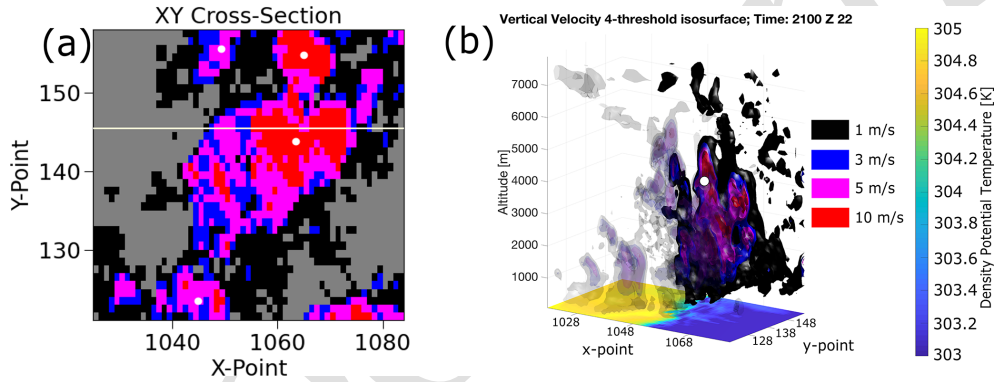 XY Cross-Section
(a)
150
140
130
Y-Point
1040
1060
1080
X-Point
(b)
Vertical Velocity 4-threshold isosurface; Time: 2100 Z 22
7000
6000
5000
4000
3000
2000
1000
Altitude [m]
1028
1048
1068
x-point
128
138
148
y-point
1 m/s
3 m/s
5 m/s
10 m/s
305
304.8
304.6
304.4
304.2
304
303.8
303.6
303.4
303.2
303
Density Potential Temperature [K]